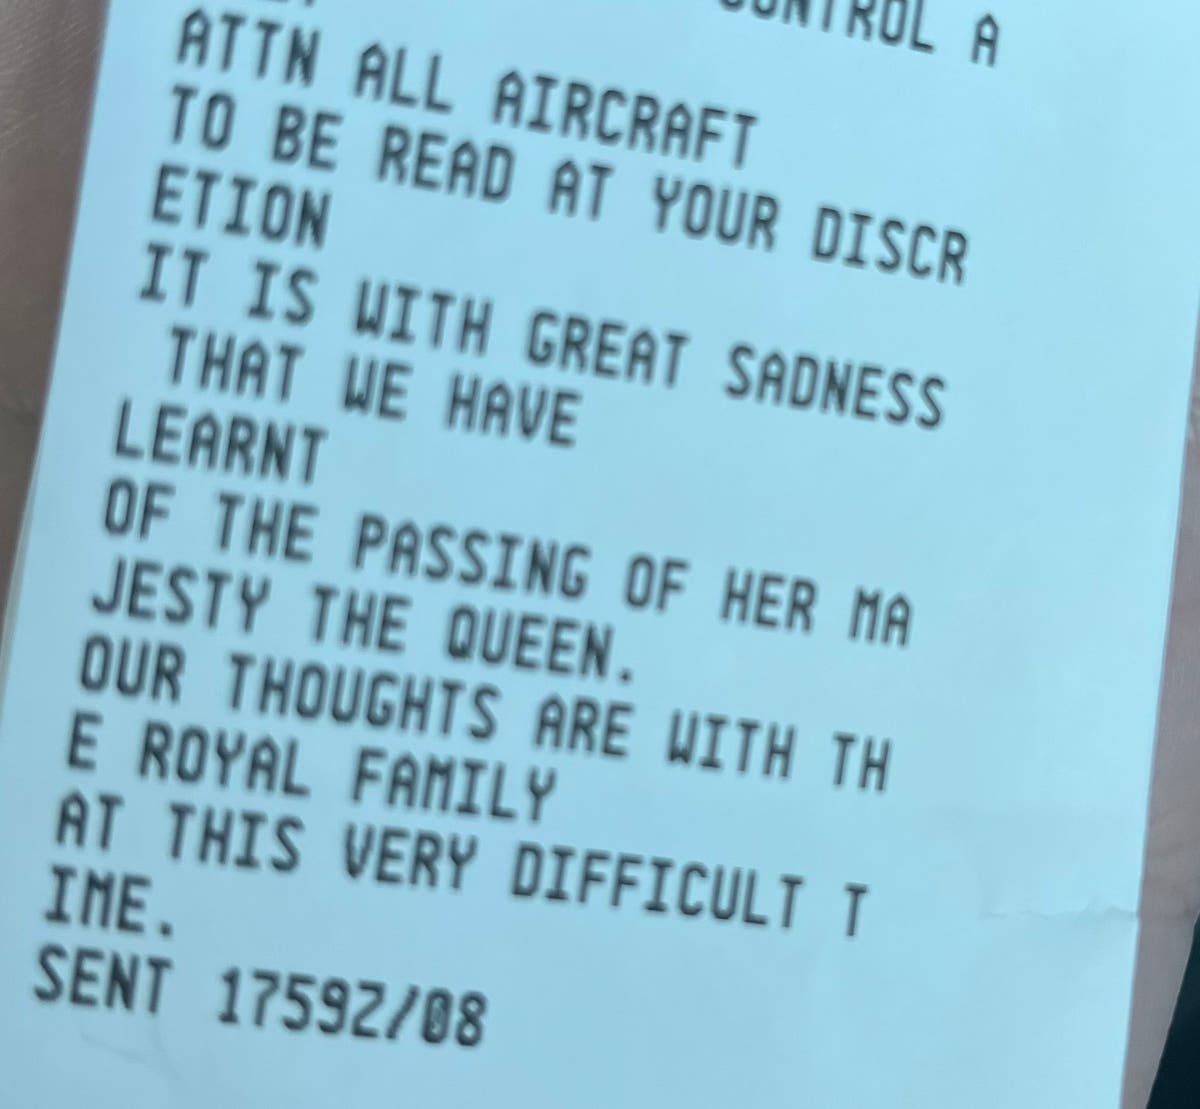 CONTROL A
ATTN ALL AIRCRAFT
TO BE READ AT YOUR DISCR
ETION
IT IS WITH GREAT SADNESS
THAT WE HAVE
LEARNT
OF THE PASSING OF HER MA
JESTY THE QUEEN.
OUR THOUGHTS ARE WITH TH
E ROYAL FAMILY
AT THIS VERY DIFFICULT T
IME.
SENT 1759Z/08